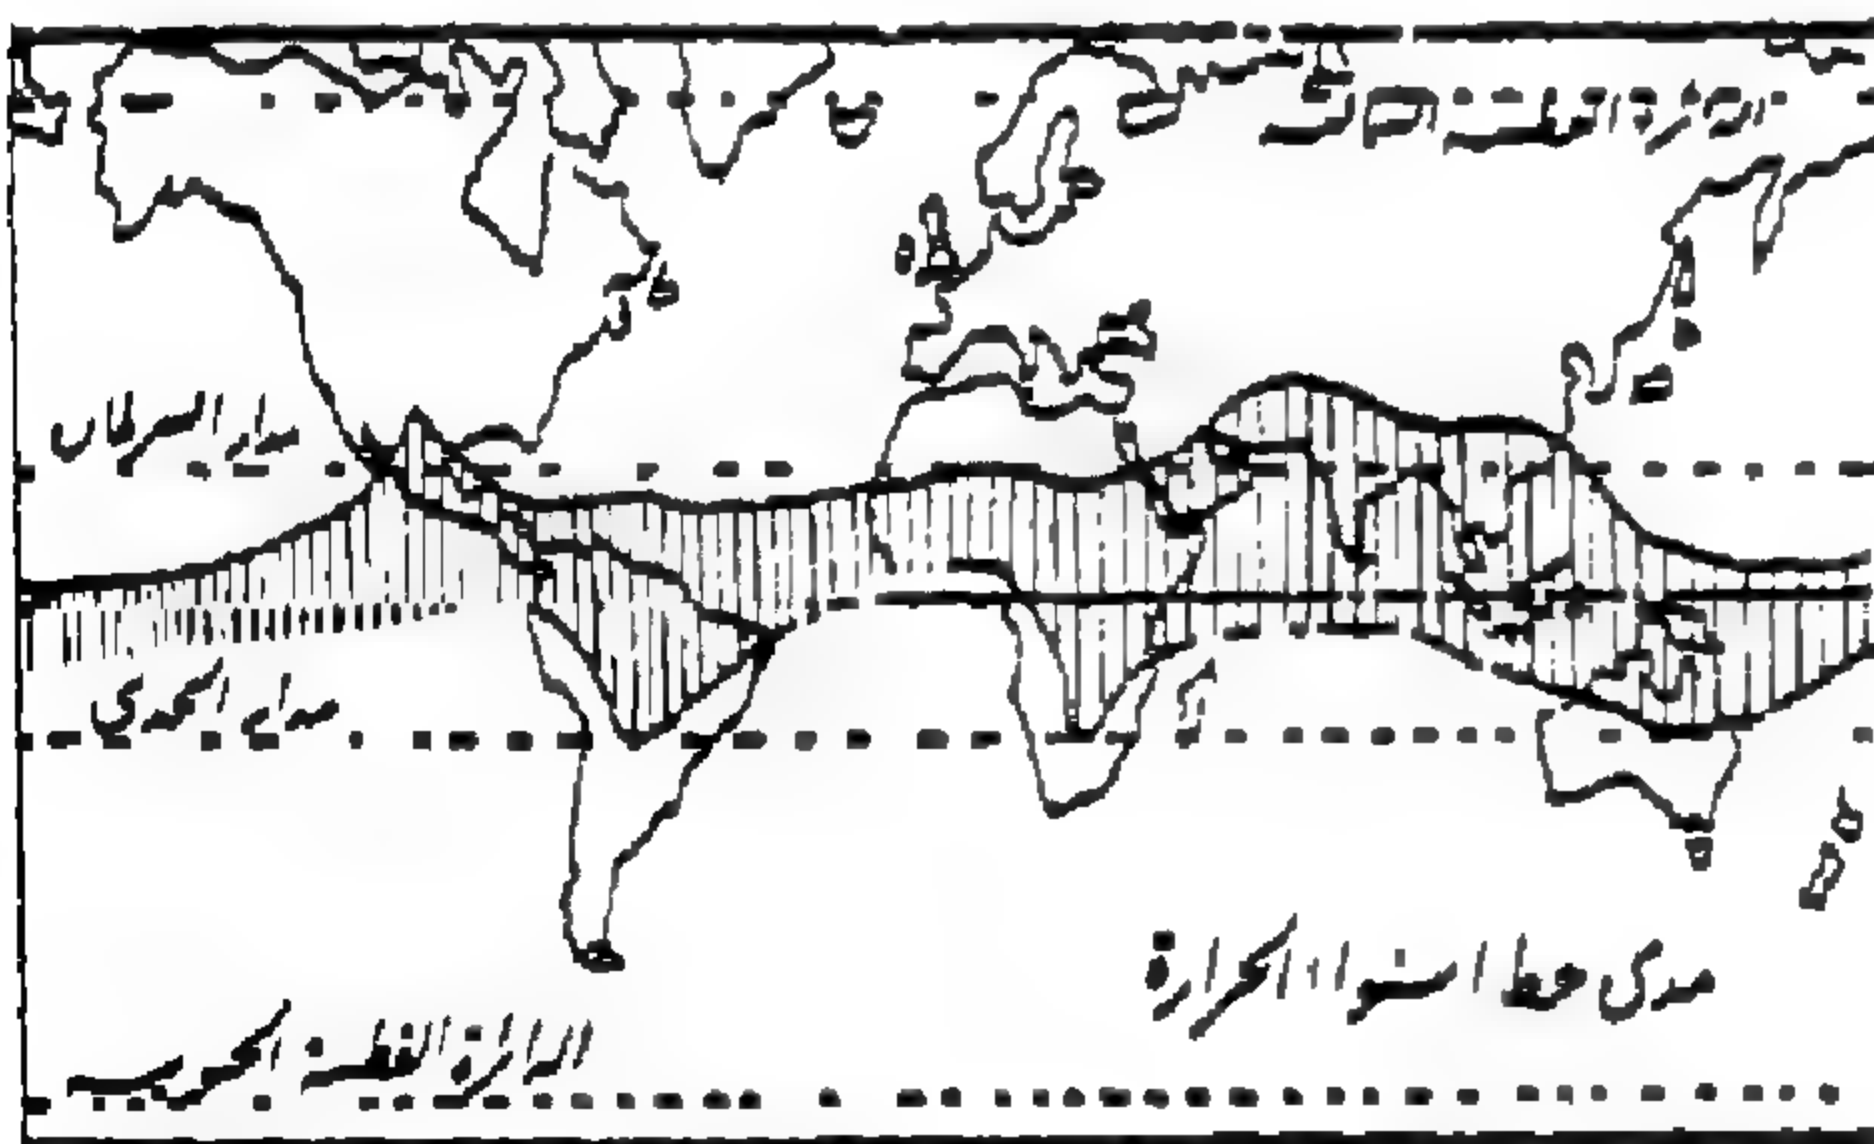 الدائرة القطبية الشمالية
مدار السرطان
مدار الجدي
مدى خط استواء الحرارة
الدائرة القطبية الجنوبية